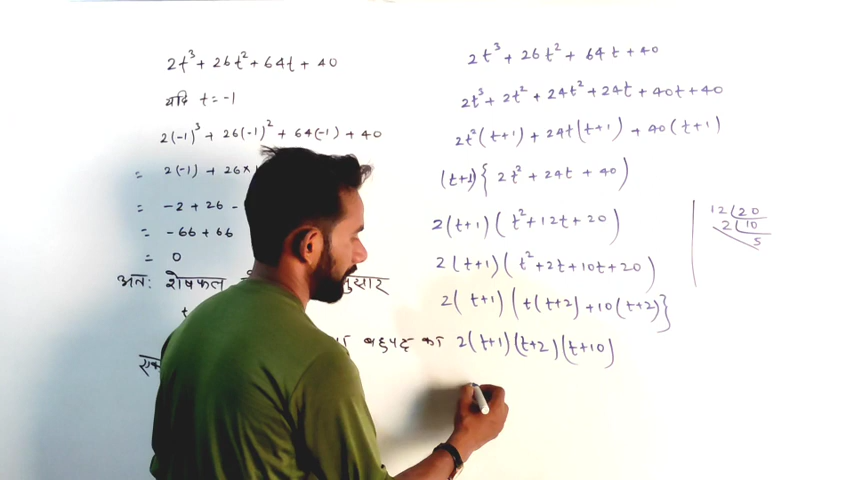 2t³ + 26t² + 64t + 40
यदि t = -1
2(-1)³ + 26(-1)² + 64(-1) + 40
= 2(-1) + 26×
= -2 + 26 -
= -66 + 66
= 0
अतः शेषफल
t
2t³ + 26t² + 64t + 40
2t³ + 2t² + 24t² + 24t + 40t + 40
2t²(t+1) + 24t(t+1) + 40(t+1)
(t+1){2t² + 24t + 40)
2(t+1)(t²+12t+20)
2(t+1)(t²+2t+10t+20)
2(t+1)(t(t+2)+10(t+2)}
बहुपद का 2(t+1)(t+2)(t+10)
12 20
2 10
5